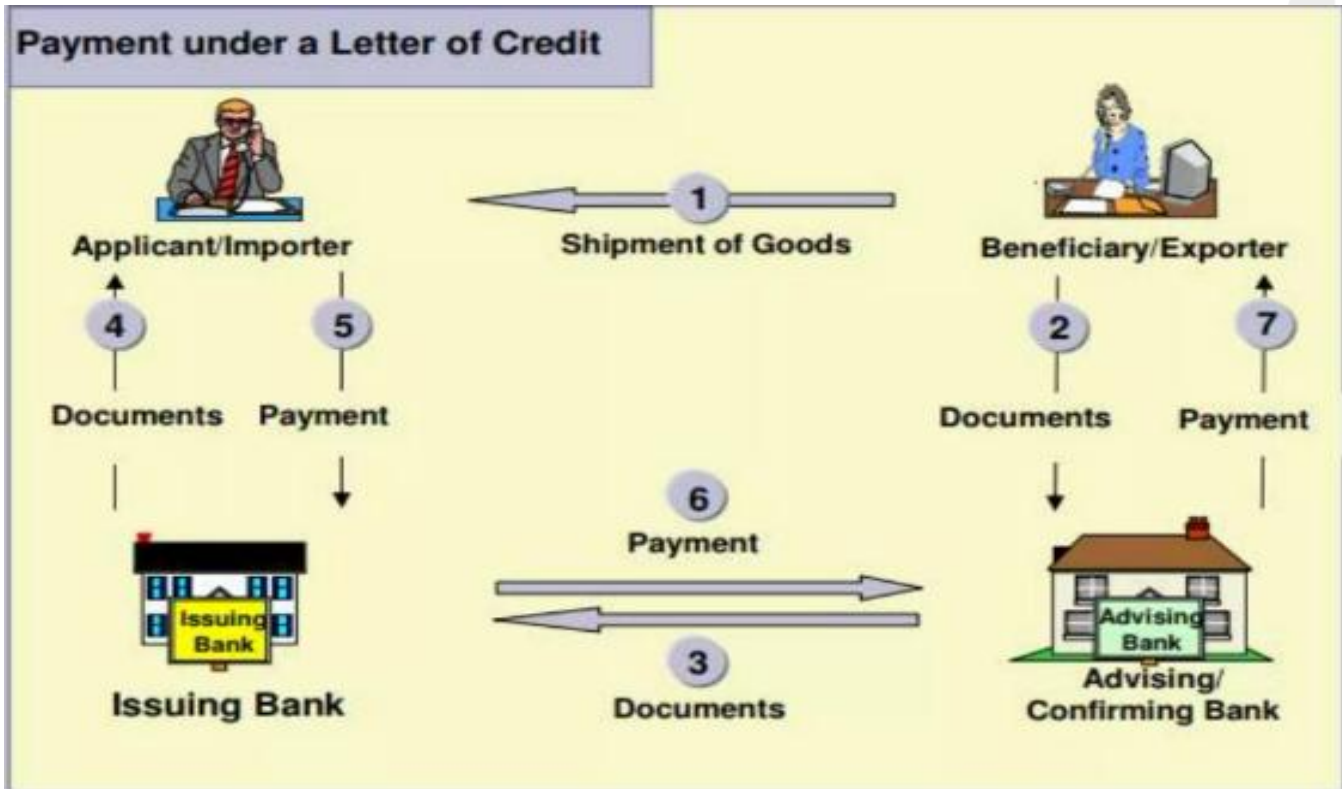 Payment under a Letter of Credit
1
Applicant/Importer
Shipment of Goods
Beneficiary/Exporter
4
5
2
7
Documents
Payment
Documents
Payment
6
Payment
Issuing
Bank
Advising
Bank
3
Issuing Bank
Documents
Advising/
Confirming Bank